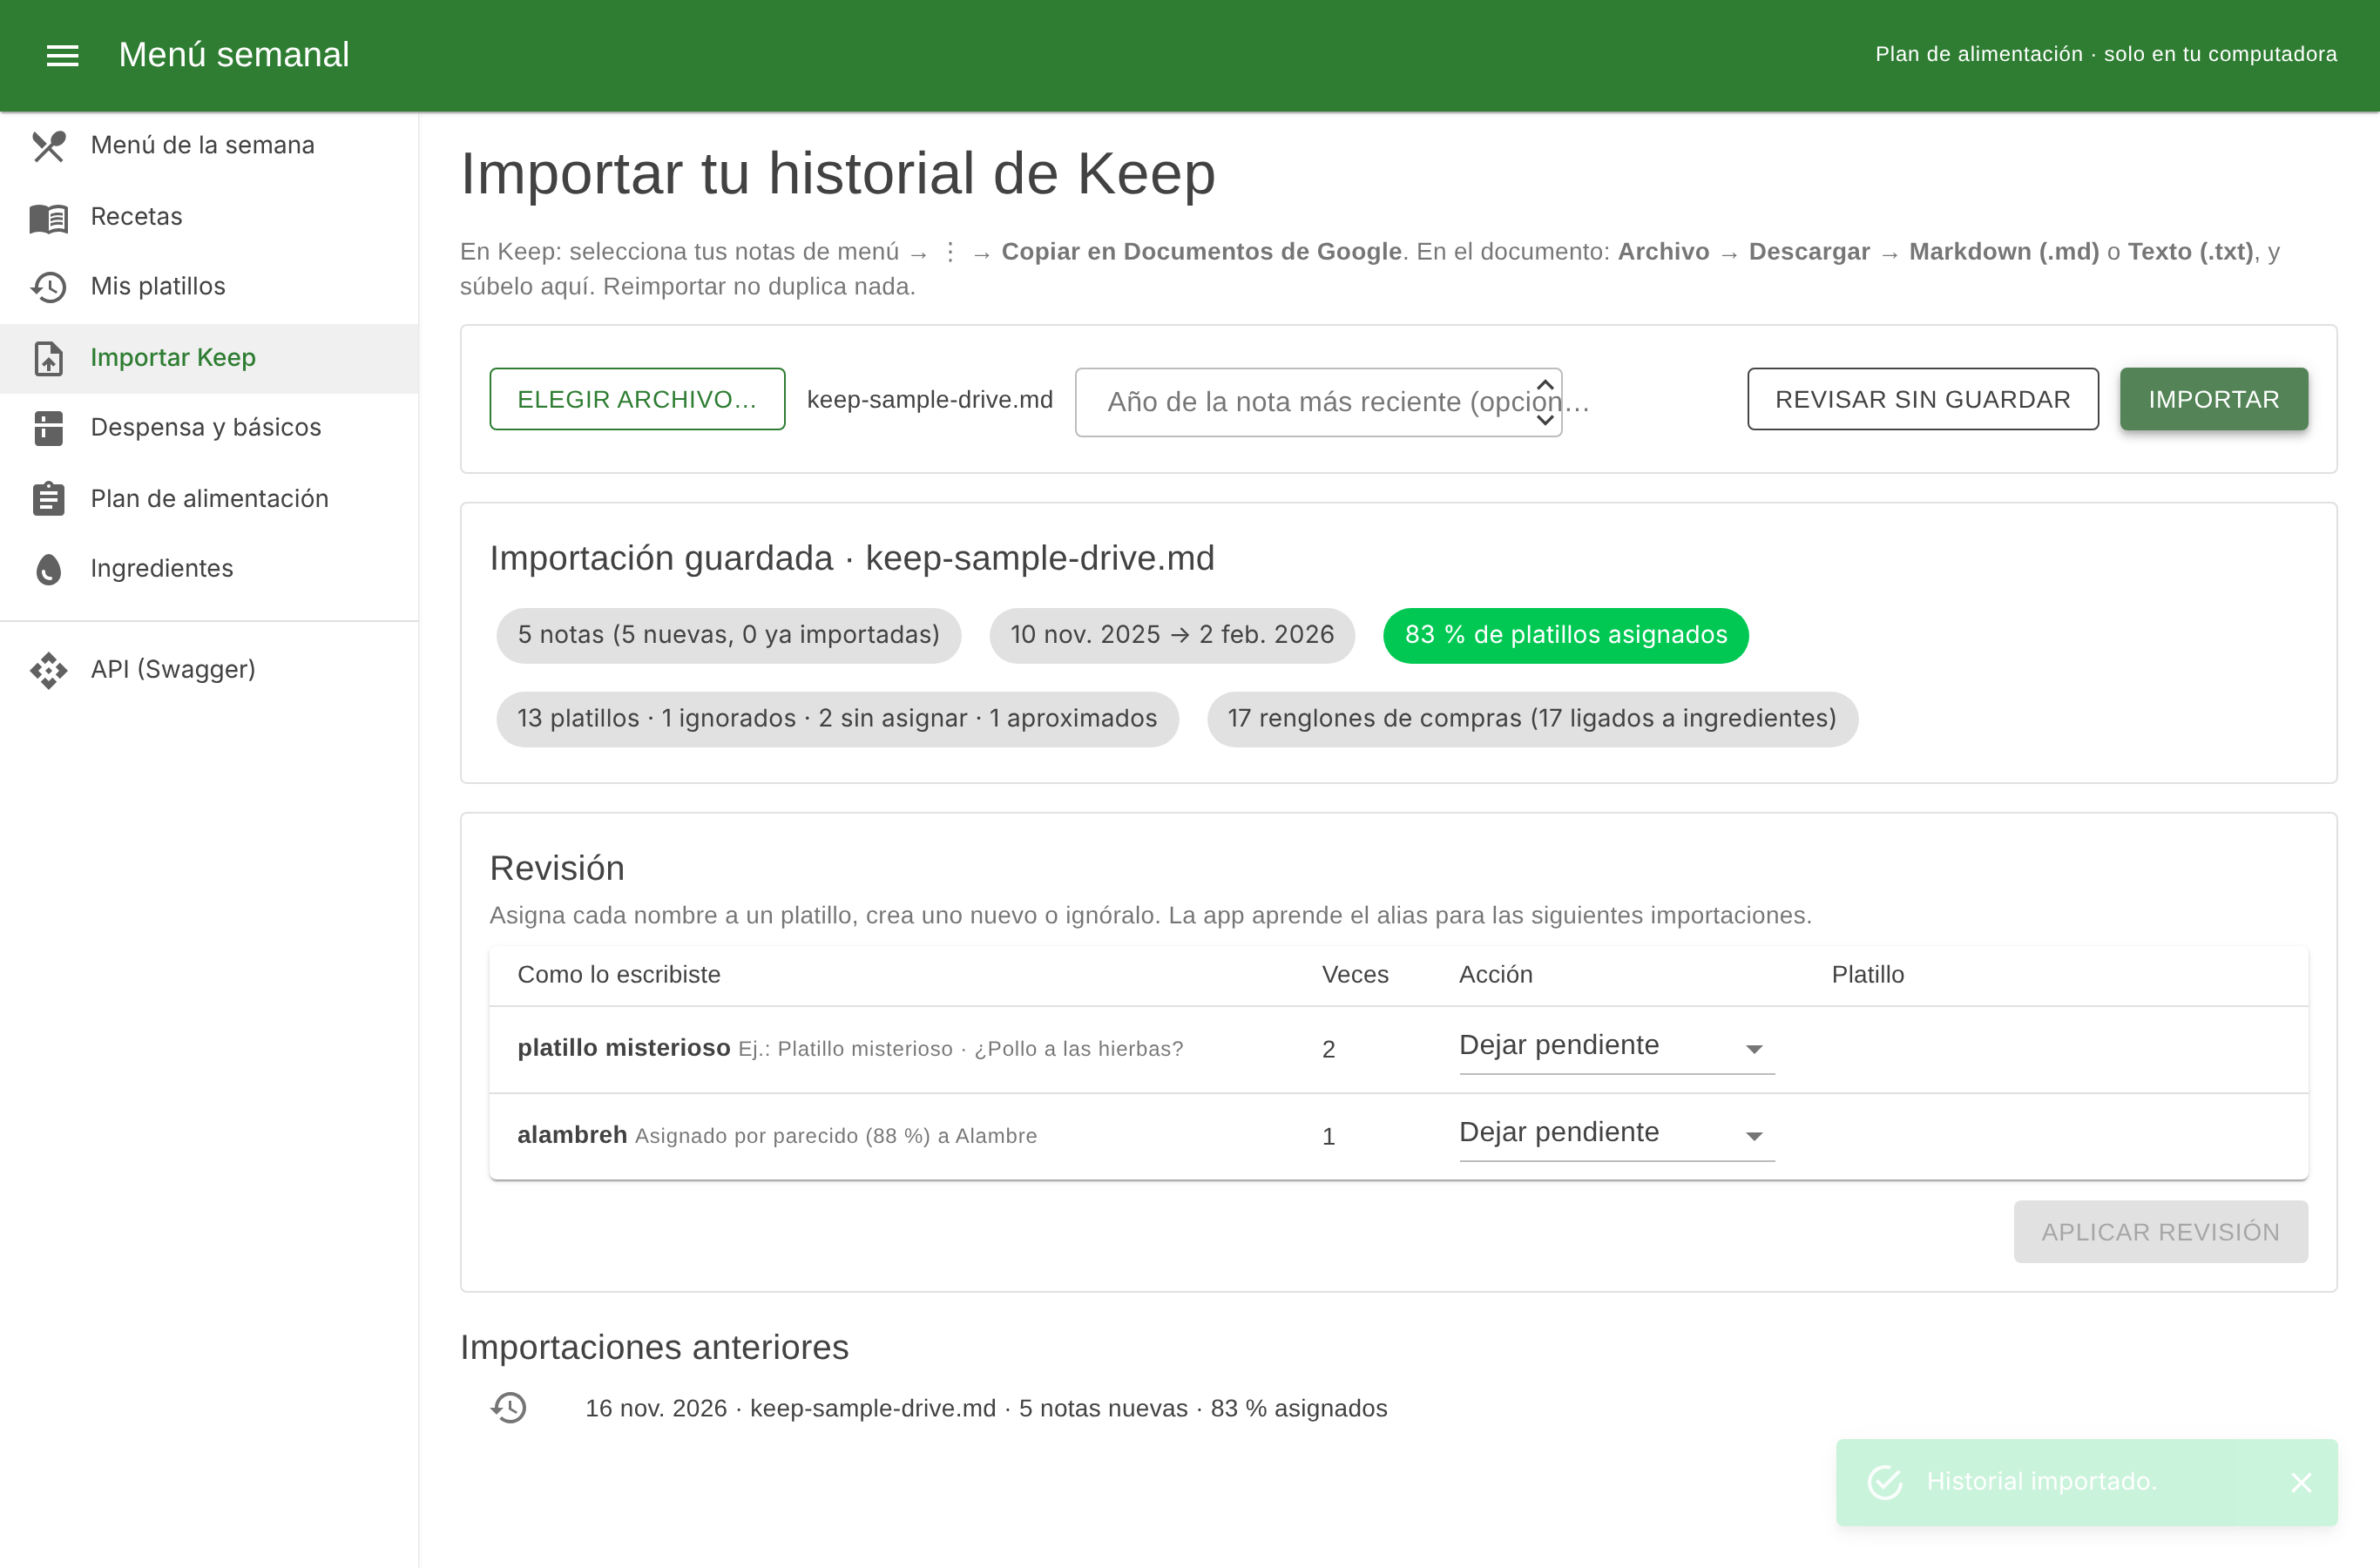 Menú semanal
Plan de alimentación · solo en tu computadora
Menú de la semana
Recetas
Mis platillos
Importar Keep
Despensa y básicos
Plan de alimentación
Ingredientes
API (Swagger)
Importar tu historial de Keep
En Keep: selecciona tus notas de menú → ⋮ → Copiar en Documentos de Google. En el documento: Archivo → Descargar → Markdown (.md) o Texto (.txt), y
súbelo aquí. Reimportar no duplica nada.
ELEGIR ARCHIVO...
keep-sample-drive.md
Año de la nota más reciente (opcion...
REVISAR SIN GUARDAR
IMPORTAR
Importación guardada · keep-sample-drive.md
5 notas (5 nuevas, 0 ya importadas)
10 nov. 2025 → 2 feb. 2026
83 % de platillos asignados
13 platillos · 1 ignorados · 2 sin asignar · 1 aproximados
17 renglones de compras (17 ligados a ingredientes)
Revisión
Asigna cada nombre a un platillo, crea uno nuevo o ignóralo. La app aprende el alias para las siguientes importaciones.
Como lo escribiste
Veces
Acción
Platillo
platillo misterioso Ej.: Platillo misterioso · ¿Pollo a las hierbas?
2
Dejar pendiente
alambreh Asignado por parecido (88 %) a Alambre
1
Dejar pendiente
APLICAR REVISIÓN
Importaciones anteriores
16 nov. 2026 · keep-sample-drive.md · 5 notas nuevas · 83 % asignados
Historial importado.